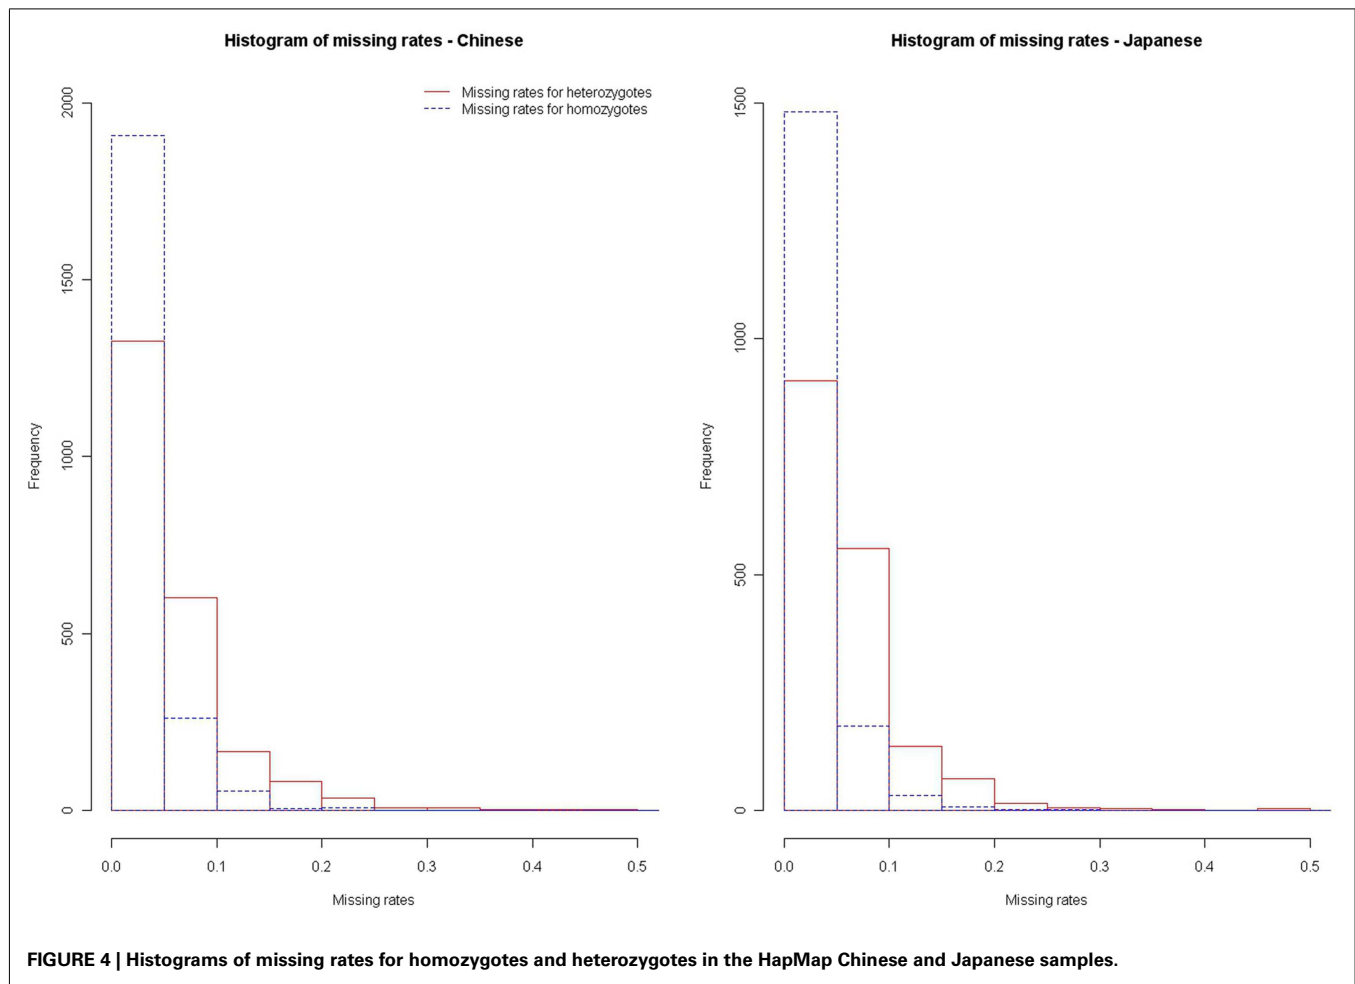 Histogram of missing rates - Chinese
Missing rates for heterozygotes
Missing rates for homozygotes
2000
1500
1000
500
0
Frequency
0.0 0.1 0.2 0.3 0.4 0.5
Missing rates
Histogram of missing rates - Japanese
1500
1000
500
0
Frequency
0.0 0.1 0.2 0.3 0.4 0.5
Missing rates
FIGURE 4 | Histograms of missing rates for homozygotes and heterozygotes in the HapMap Chinese and Japanese samples.